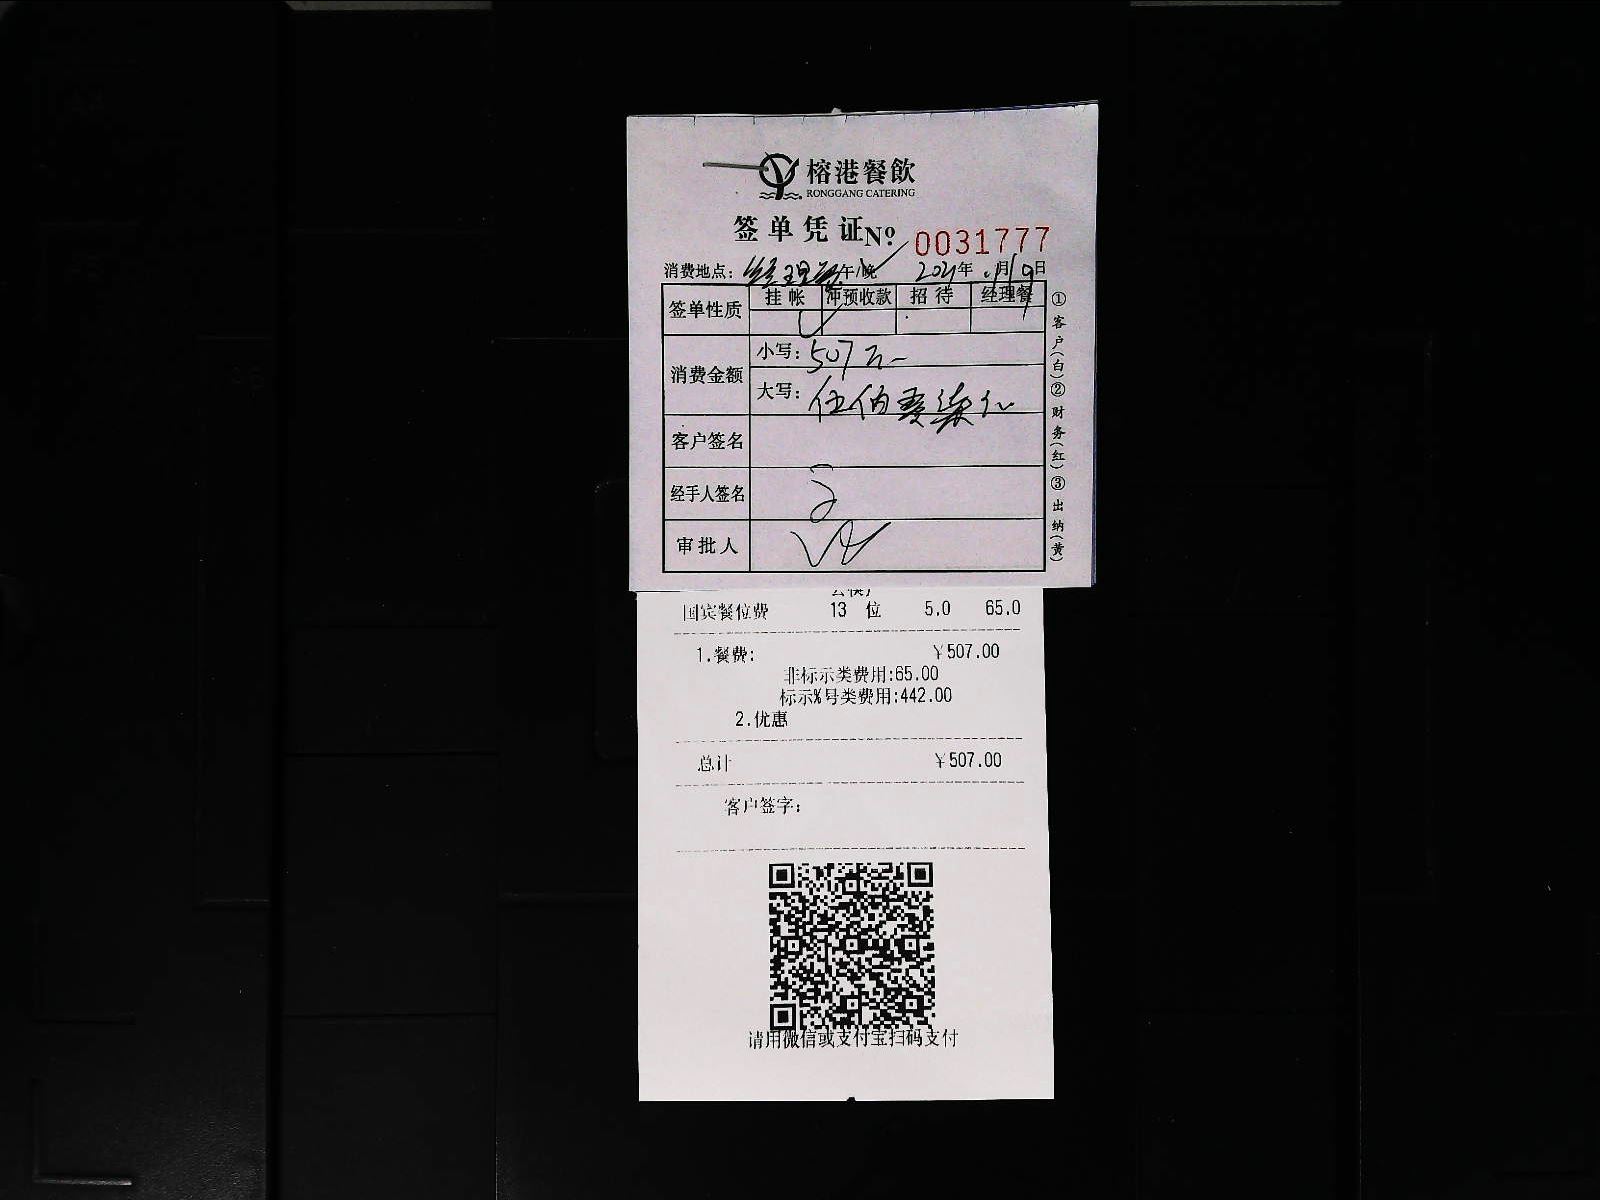 榕港餐飲
RONGGANG CATERING
签单凭证 Nº 0031777
消费地点: 经理餐 午/晚 2021年 月 9日
签单性质 挂帐 冲预收款 招待 经理餐
消费金额 小写: 507元
大写: 伍佰零柒元
客户签名
经手人签名
审批人
①客户(白)②财务(红)③出纳(黄)
国宾餐位费 13 位 5.0 65.0
1.餐费: ¥507.00
非标示类费用:65.00
标示%号类费用:442.00
2.优惠
总计 ¥507.00
客户签字:
请用微信或支付宝扫码支付